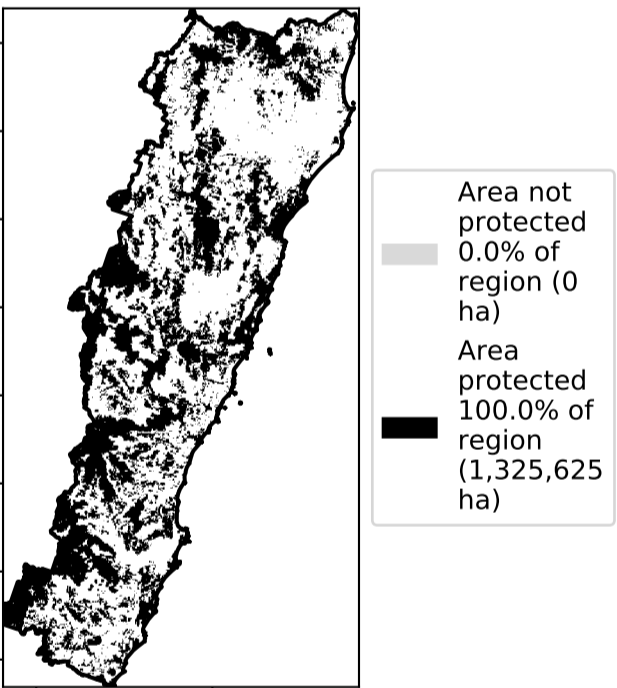 Area not
protected
0.0% of
region (0
ha)
Area
protected
100.0% of
region
(1,325,625
ha)